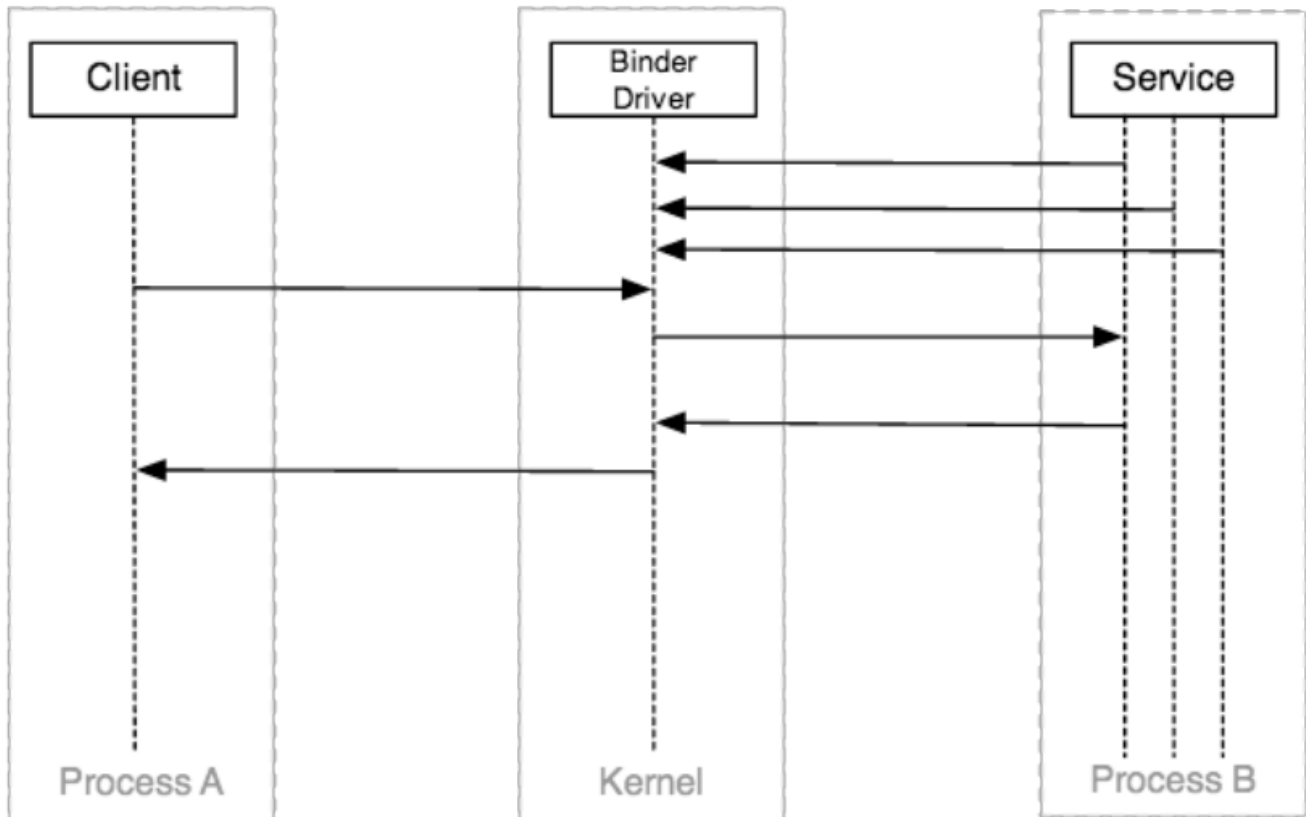 Client
Binder
Driver
Service
Process A
Kernel
Process B